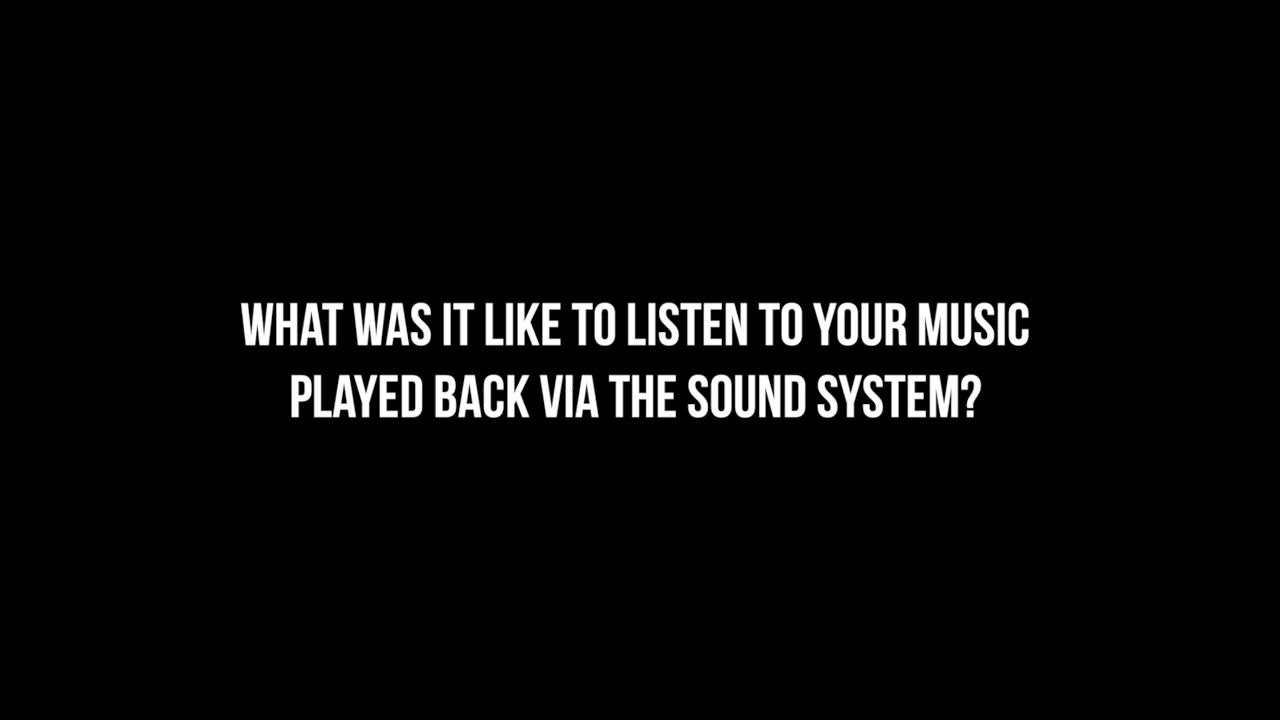 WHAT WAS IT LIKE TO LISTEN TO YOUR MUSIC
PLAYED BACK VIA THE SOUND SYSTEM?